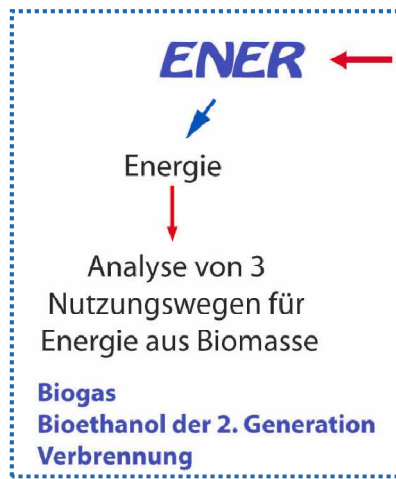 ENER
Energie
Analyse von 3
Nutzungswegen für
Energie aus Biomasse
Biogas
Bioethanol der 2. Generation
Verbrennung